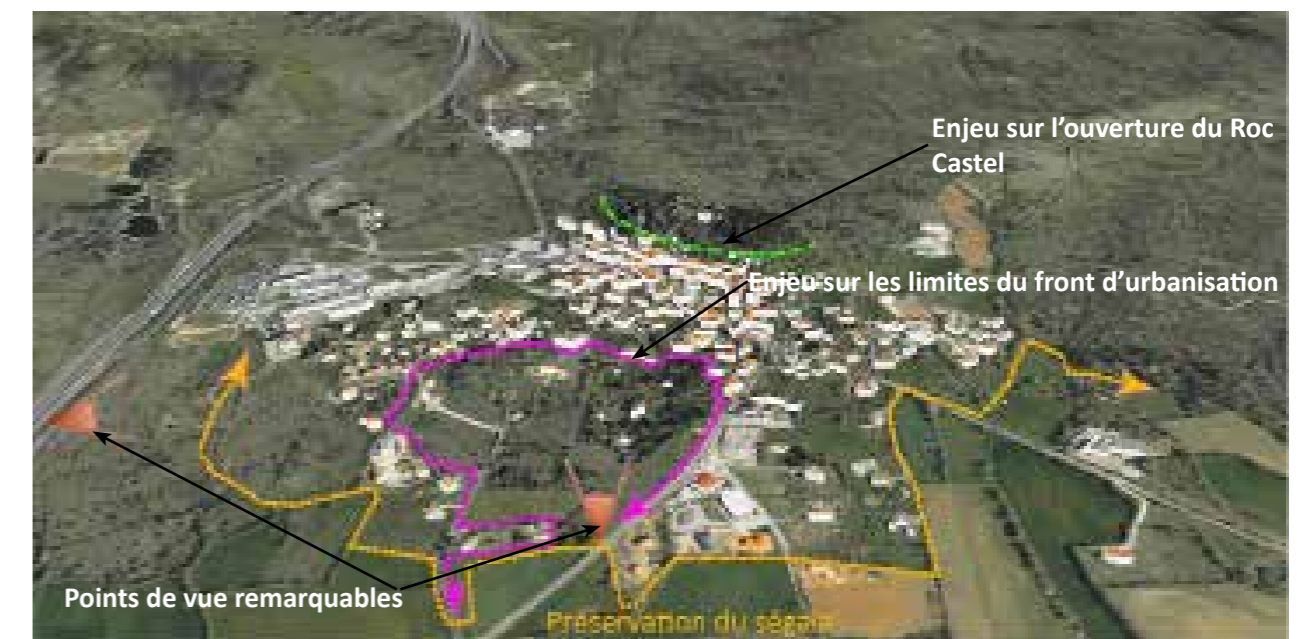 Enjeu sur l’ouverture du Roc
Castel
Enjeu sur les limites du front d’urbanisation
Points de vue remarquables
Préservation du ségala